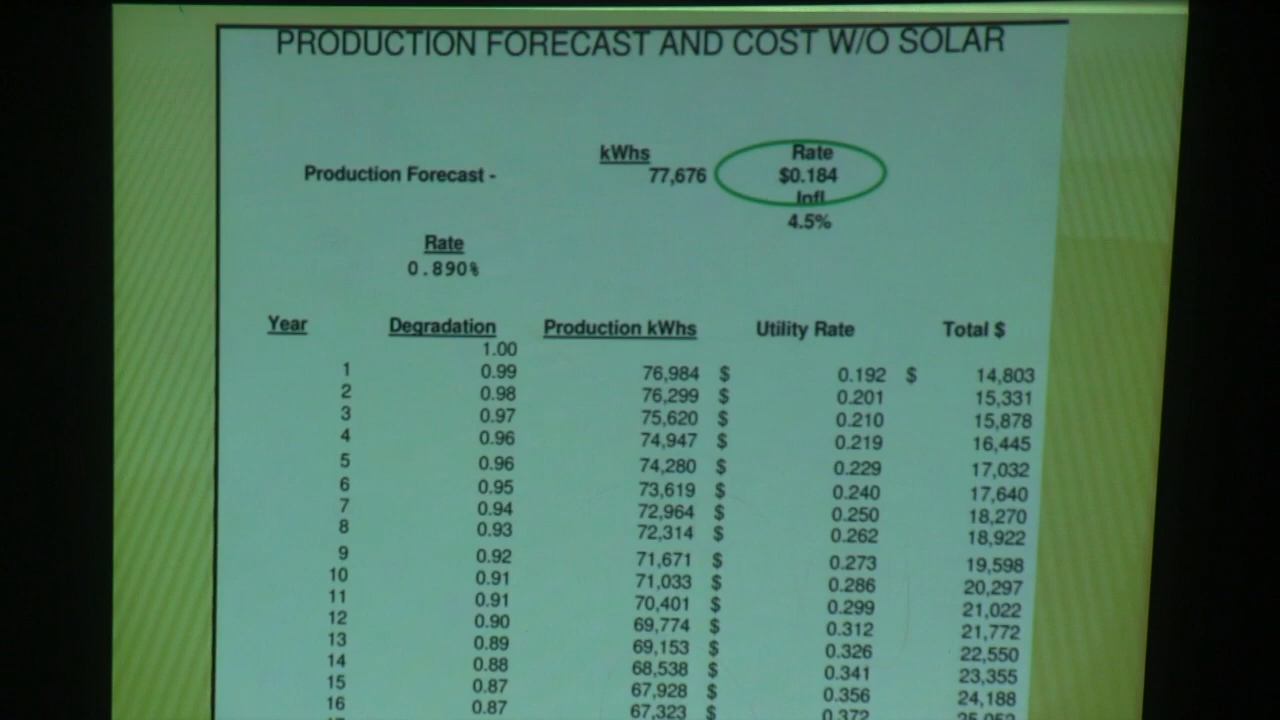 PRODUCTION FORECAST AND COST W/O SOLAR
kWhs Rate
Production Forecast - 77,676 $0.184
Infl
4.5%
Rate
0.890%
Year Degradation Production kWhs Utility Rate Total $
1.00
1 0.99 76,984 $ 0.192 $ 14,803
2 0.98 76,299 $ 0.201 15,331
3 0.97 75,620 $ 0.210 15,878
4 0.96 74,947 $ 0.219 16,445
5 0.96 74,280 $ 0.229 17,032
6 0.95 73,619 $ 0.240 17,640
7 0.94 72,964 $ 0.250 18,270
8 0.93 72,314 $ 0.262 18,922
9 0.92 71,671 $ 0.273 19,598
10 0.91 71,033 $ 0.286 20,297
11 0.91 70,401 $ 0.299 21,022
12 0.90 69,774 $ 0.312 21,772
13 0.89 69,153 $ 0.326 22,550
14 0.88 68,538 $ 0.341 23,355
15 0.87 67,928 $ 0.356 24,188
16 0.87 67,323 $ 0.372